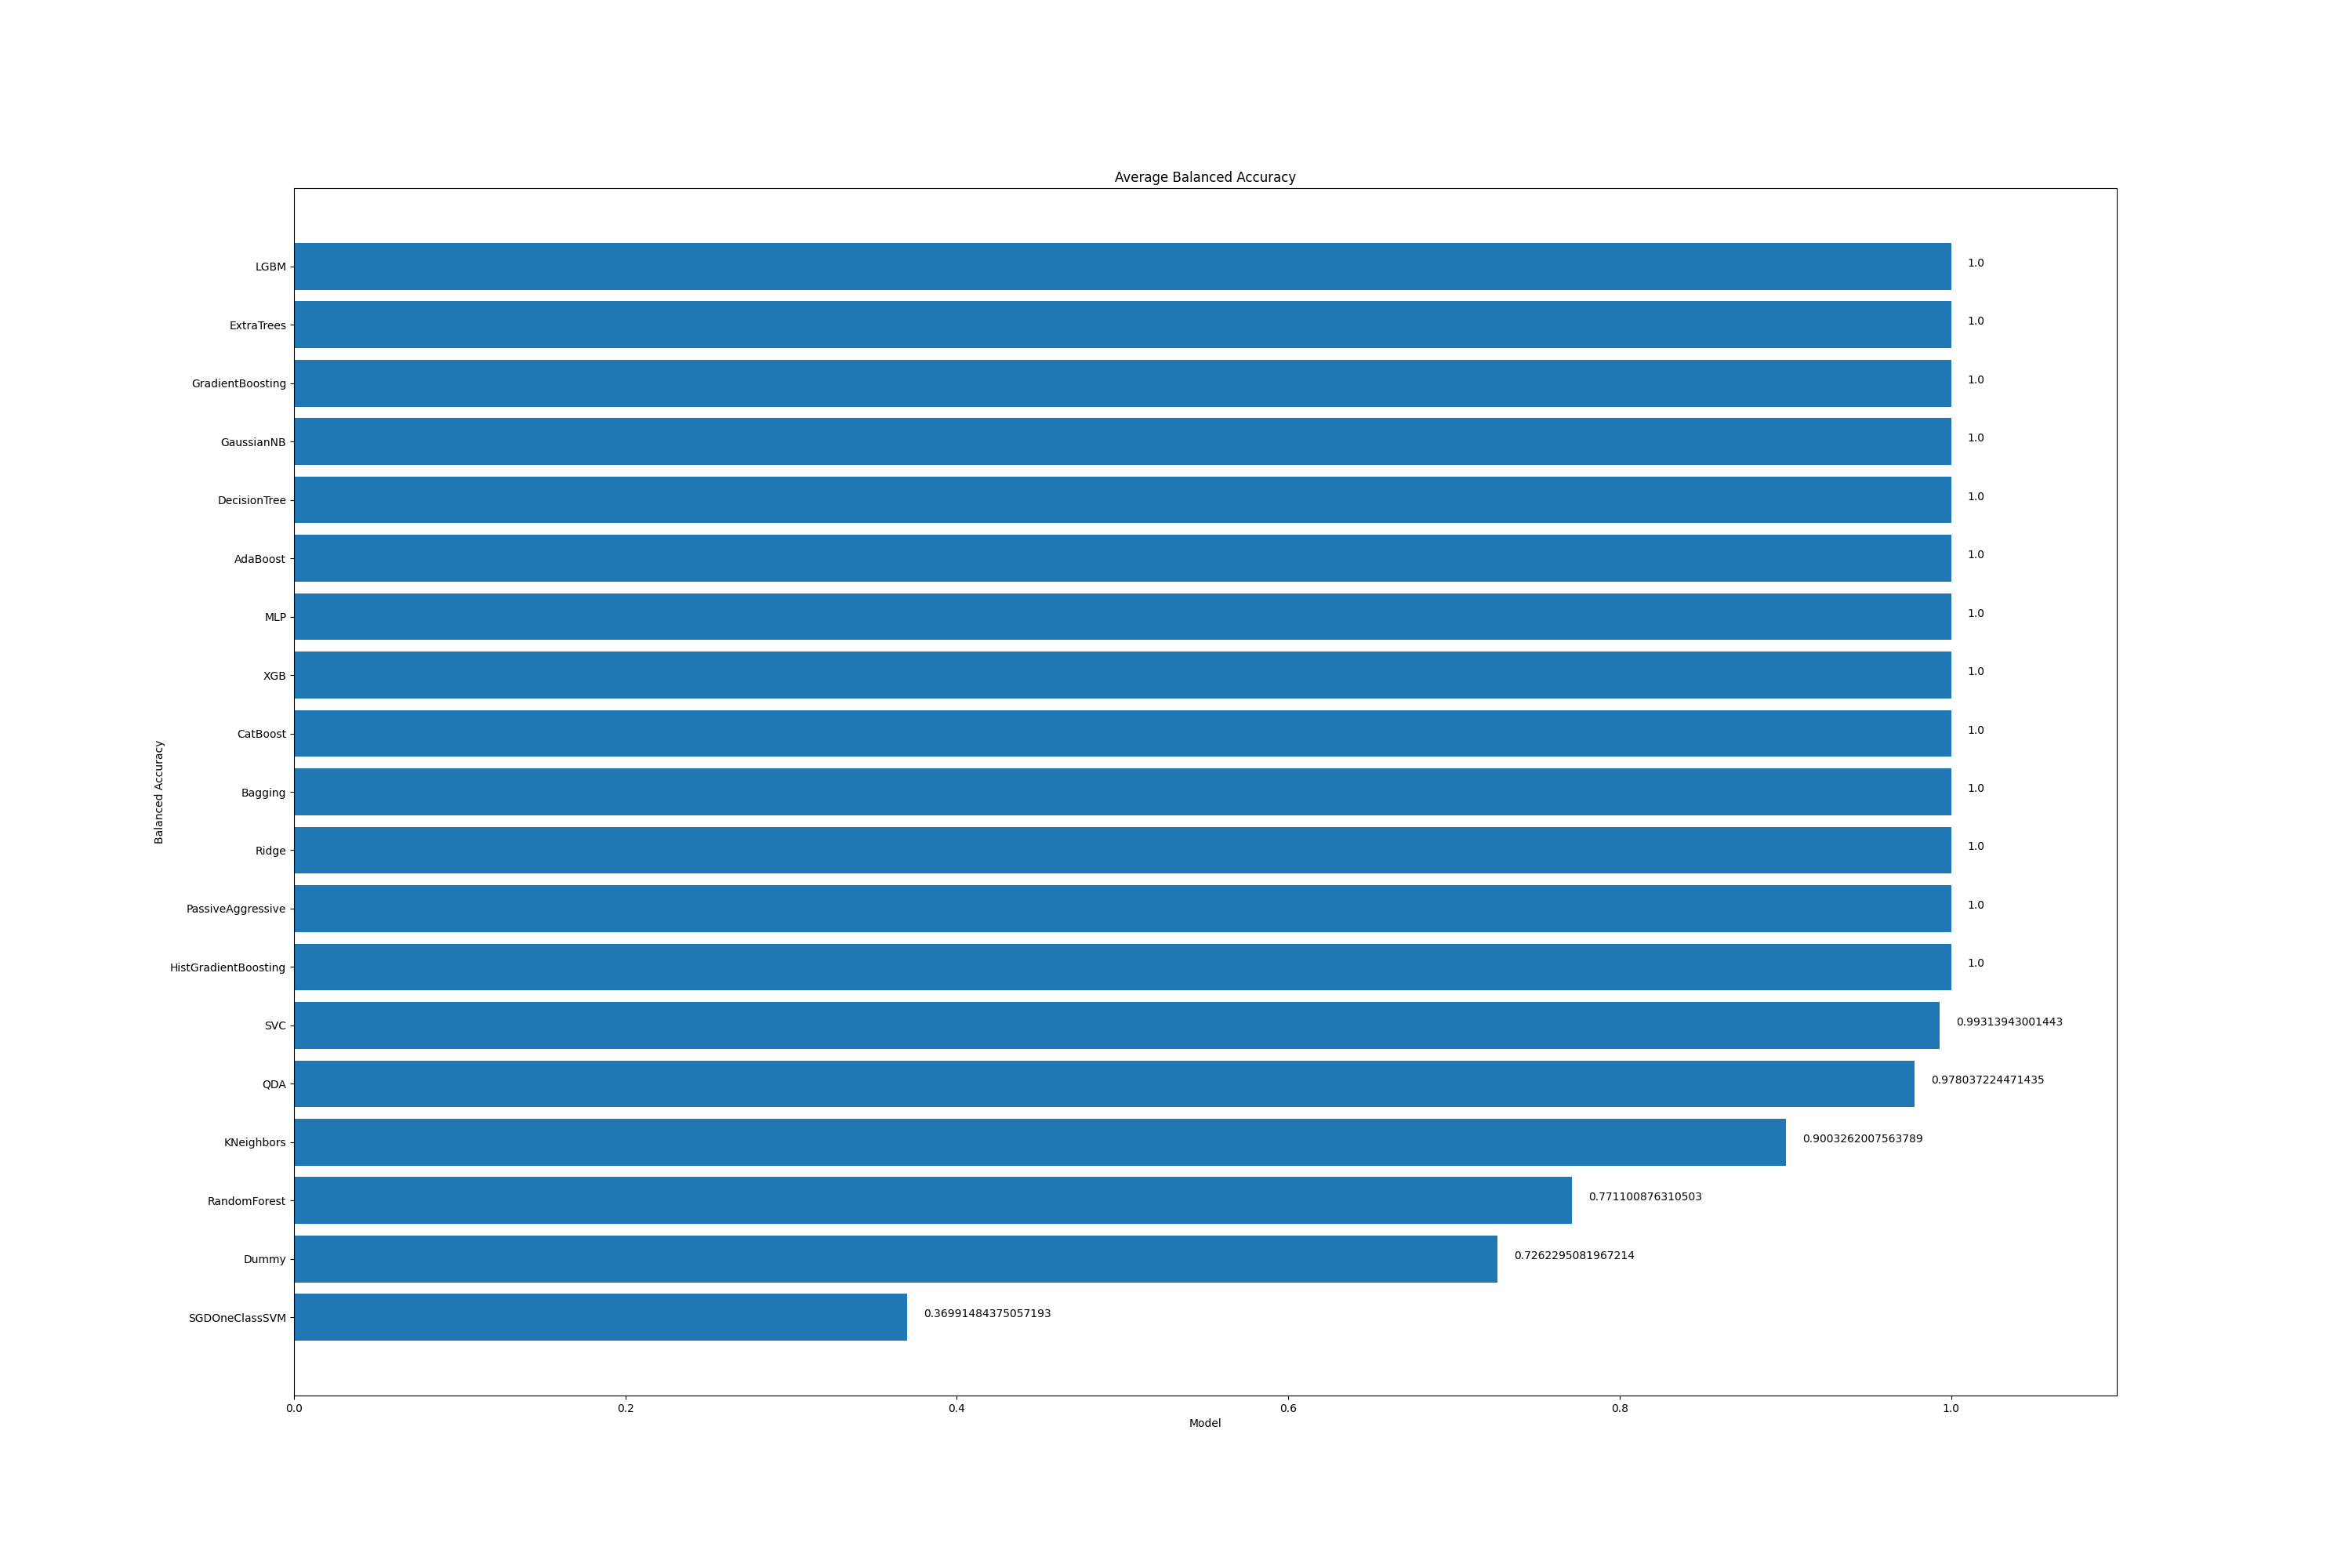 Average Balanced Accuracy
LGBM 1.0
ExtraTrees 1.0
GradientBoosting 1.0
GaussianNB 1.0
DecisionTree 1.0
AdaBoost 1.0
MLP 1.0
XGB 1.0
CatBoost 1.0
Bagging 1.0
Ridge 1.0
PassiveAggressive 1.0
HistGradientBoosting 1.0
SVC 0.99313943001443
QDA 0.978037224471435
KNeighbors 0.9003262007563789
RandomForest 0.771100876310503
Dummy 0.7262295081967214
SGDOneClassSVM 0.36991484375057193
Balanced Accuracy
0.0 0.2 0.4 0.6 0.8 1.0
Model